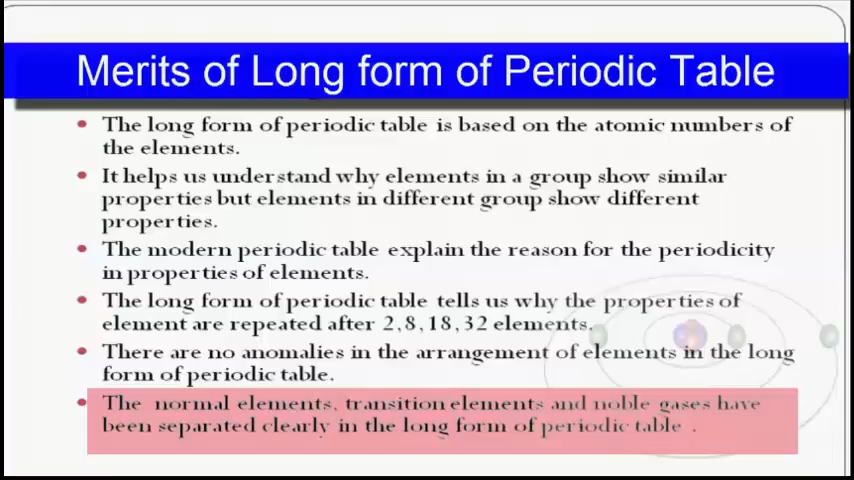 Merits of Long form of Periodic Table
• The long form of periodic table is based on the atomic numbers of
the elements.
• It helps us understand why elements in a group show similar
properties but elements in different group show different
properties.
• The modern periodic table explain the reason for the periodicity
in properties of elements.
• The long form of periodic table tells us why the properties of
element are repeated after 2,8,18,32 elements.
• There are no anomalies in the arrangement of elements in the long
form of periodic table.
• The normal elements, transition elements and noble gases have
been separated clearly in the long form of periodic table .